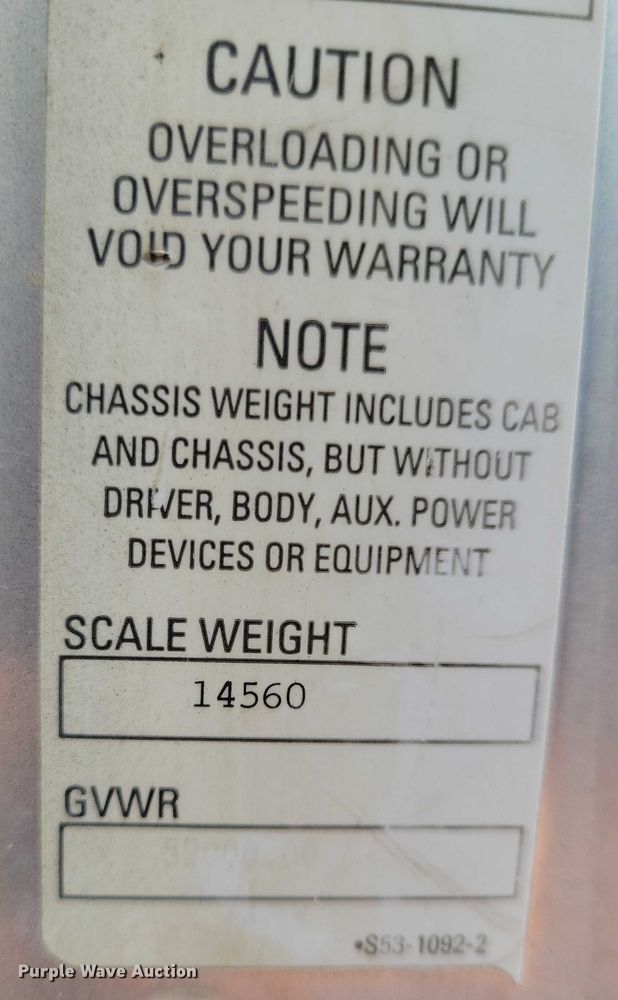 CAUTION
OVERLOADING OR
OVERSPEEDING WILL
VOID YOUR WARRANTY
NOTE
CHASSIS WEIGHT INCLUDES CAB
AND CHASSIS, BUT WITHOUT
DRIVER, BODY, AUX. POWER
DEVICES OR EQUIPMENT
SCALE WEIGHT
14560
GVWR
•S53-1092-2
Purple Wave Auction